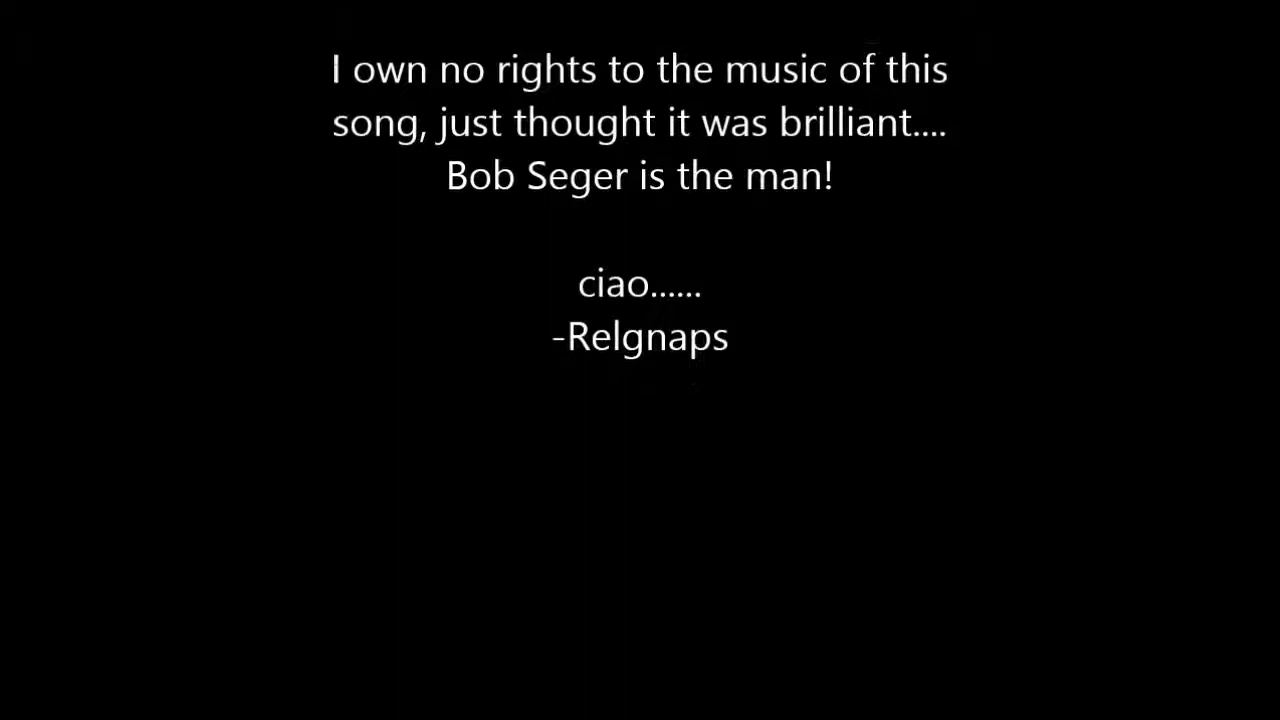 I own no rights to the music of this
song, just thought it was brilliant....
Bob Seger is the man!
ciao......
-Relgnaps